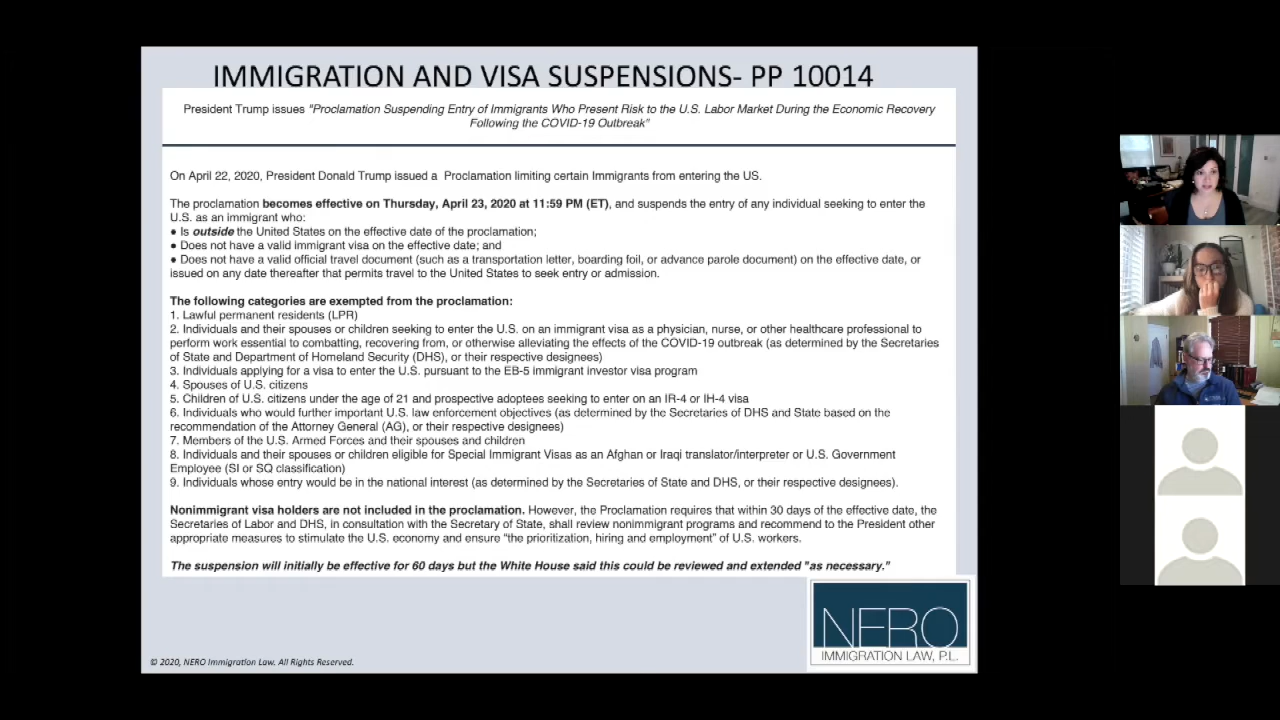 IMMIGRATION AND VISA SUSPENSIONS- PP 10014
President Trump issues "Proclamation Suspending Entry of Immigrants Who Present Risk to the U.S. Labor Market During the Economic Recovery
Following the COVID-19 Outbreak"
On April 22, 2020, President Donald Trump issued a Proclamation limiting certain Immigrants from entering the US.
The proclamation becomes effective on Thursday, April 23, 2020 at 11:59 PM (ET), and suspends the entry of any individual seeking to enter the
U.S. as an immigrant who:
● Is outside the United States on the effective date of the proclamation;
● Does not have a valid immigrant visa on the effective date; and
● Does not have a valid official travel document (such as a transportation letter, boarding foil, or advance parole document) on the effective date, or
issued on any date thereafter that permits travel to the United States to seek entry or admission.
The following categories are exempted from the proclamation:
1. Lawful permanent residents (LPR)
2. Individuals and their spouses or children seeking to enter the U.S. on an immigrant visa as a physician, nurse, or other healthcare professional to
perform work essential to combatting, recovering from, or otherwise alleviating the effects of the COVID-19 outbreak (as determined by the Secretaries
of State and Department of Homeland Security (DHS), or their respective designees)
3. Individuals applying for a visa to enter the U.S. pursuant to the EB-5 immigrant investor visa program
4. Spouses of U.S. citizens
5. Children of U.S. citizens under the age of 21 and prospective adoptees seeking to enter on an IR-4 or IH-4 visa
6. Individuals who would further important U.S. law enforcement objectives (as determined by the Secretaries of DHS and State based on the
recommendation of the Attorney General (AG), or their respective designees)
7. Members of the U.S. Armed Forces and their spouses and children
8. Individuals and their spouses or children eligible for Special Immigrant Visas as an Afghan or Iraqi translator/interpreter or U.S. Government
Employee (SI or SQ classification)
9. Individuals whose entry would be in the national interest (as determined by the Secretaries of State and DHS, or their respective designees).
Nonimmigrant visa holders are not included in the proclamation. However, the Proclamation requires that within 30 days of the effective date, the
Secretaries of Labor and DHS, in consultation with the Secretary of State, shall review nonimmigrant programs and recommend to the President other
appropriate measures to stimulate the U.S. economy and ensure "the prioritization, hiring and employment" of U.S. workers.
The suspension will initially be effective for 60 days but the White House said this could be reviewed and extended "as necessary."
NERO
IMMIGRATION LAW, P.L.
© 2020, NERO Immigration Law. All Rights Reserved.